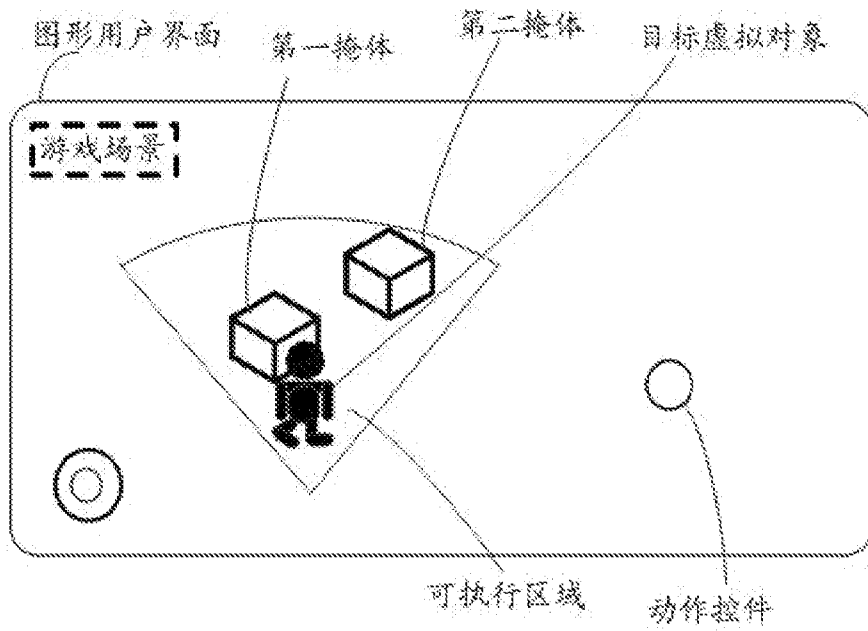 图形用户界面
第一掩体
第二掩体
目标虚拟对象
游戏场景
可执行区域
动作控件